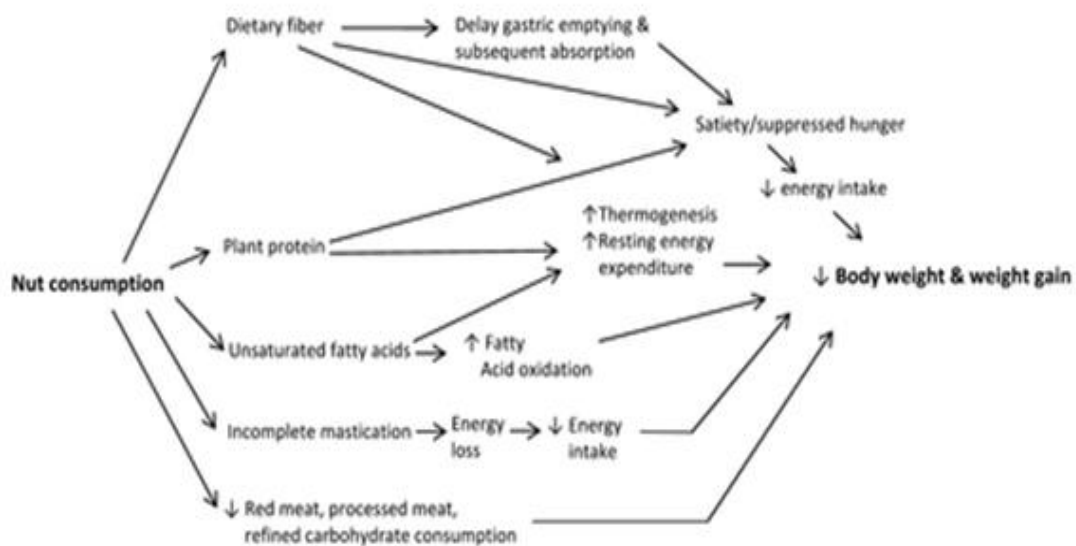 Dietary fiber
Delay gastric emptying &
subsequent absorption
Satiety/suppressed hunger
↓ energy intake
Plant protein
↑Thermogenesis
↑Resting energy
expenditure
Nut consumption
↓ Body weight & weight gain
Unsaturated fatty acids
↑ Fatty
Acid oxidation
Incomplete mastication
Energy
loss
↓ Energy
intake
↓ Red meat, processed meat,
refined carbohydrate consumption